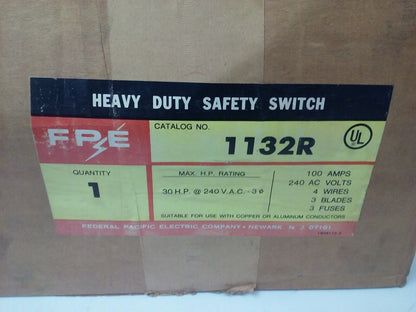 HEAVY DUTY SAFETY SWITCH
FPE
CATALOG NO.
1132R
UL
QUANTITY
1
MAX. H.P. RATING
30 H.P. @ 240 V.A.C. - 3 ø
100 AMPS
240 AC VOLTS
4 WIRES
3 BLADES
3 FUSES
SUITABLE FOR USE WITH COPPER OR ALUMINUM CONDUCTORS
FEDERAL PACIFIC ELECTRIC COMPANY • NEWARK N J 07101